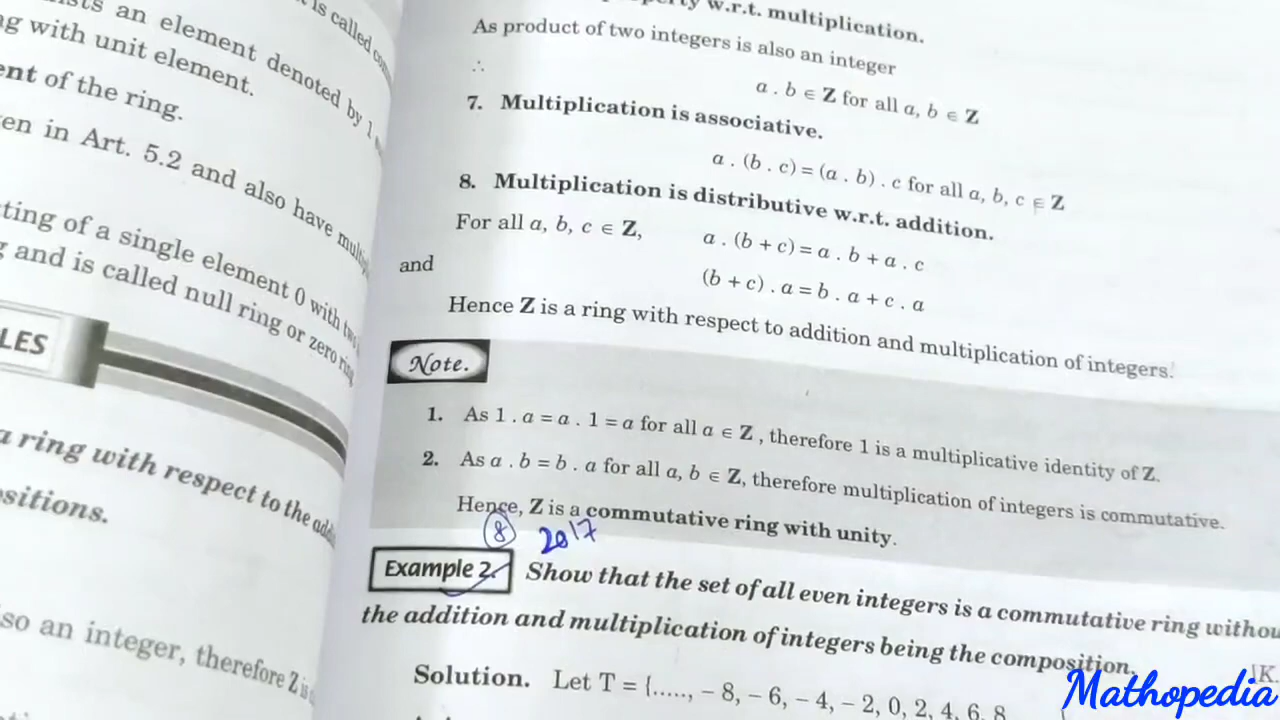 is called
sts an element denoted by 1
ng with unit element.
ent of the ring.
en in Art. 5.2 and also have
ting of a single element 0 with
and is called null ring or zero ring
LES
a ring with respect to the
sitions.
so an integer, therefore Z is
w.r.t. multiplication.
As product of two integers is also an integer
∴
a . b ∈ Z for all a, b ∈ Z
7. Multiplication is associative.
a . (b . c) = (a . b) . c for all a, b, c ∈ Z
8. Multiplication is distributive w.r.t. addition.
For all a, b, c ∈ Z, a . (b + c) = a . b + a . c
and (b + c) . a = b . a + c . a
Hence Z is a ring with respect to addition and multiplication of integers.
Note.
1. As 1 . a = a . 1 = a for all a ∈ Z , therefore 1 is a multiplicative identity of Z.
2. As a . b = b . a for all a, b ∈ Z, therefore multiplication of integers is commutative.
Hence, Z is a commutative ring with unity.
8 2017
Example 2. Show that the set of all even integers is a commutative ring withou
the addition and multiplication of integers being the composition.
[K.
Solution. Let T = {....., – 8, – 6, – 4, – 2, 0, 2, 4, 6, 8
Mathopedia